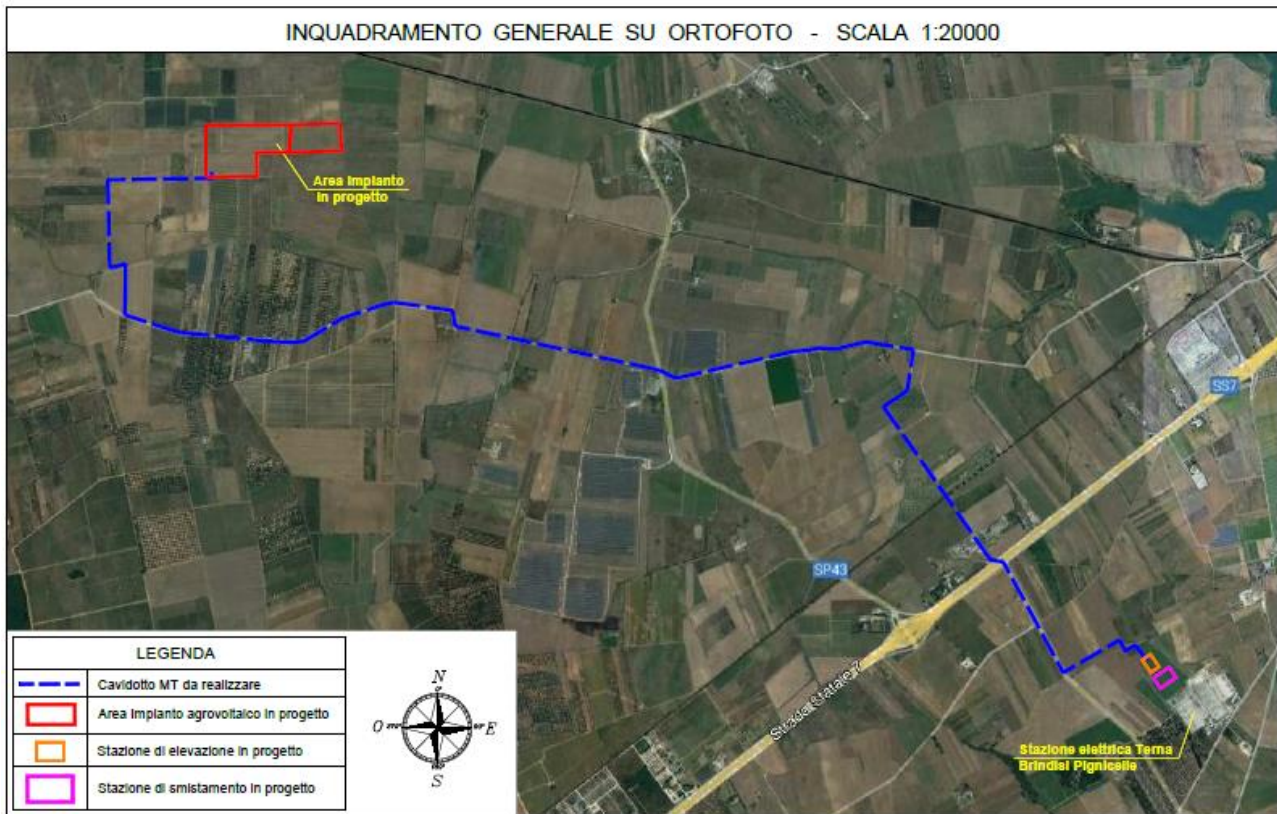 INQUADRAMENTO GENERALE SU ORTOFOTO - SCALA 1:20000
Area Impianto
in progetto
SS7
SP43
Strada Statale 7
Stazione elettrica Terna
Brindisi Pignicelle
LEGENDA
Cavidotto MT da realizzare
Area Impianto agrovoltaico in progetto
Stazione di elevazione in progetto
Stazione di smistamento in progetto
N
O
E
S